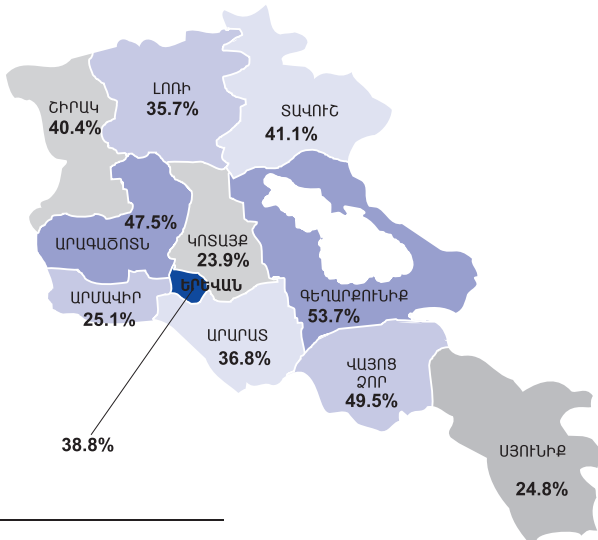 ԼՈՌԻ
35.7%
ՇԻՐԱԿ
40.4%
ՏԱՎՈՒՇ
41.1%
47.5%
ԱՐԱԳԱԾՈՏՆ
ԿՈՏԱՅՔ
23.9%
ԵՐԵՎԱՆ
ԱՐՄԱՎԻՐ
25.1%
ԳԵՂԱՐՔՈՒՆԻՔ
53.7%
ԱՐԱՐԱՏ
36.8%
ՎԱՅՈՑ
ՁՈՐ
49.5%
38.8%
ՍՅՈՒՆԻՔ
24.8%